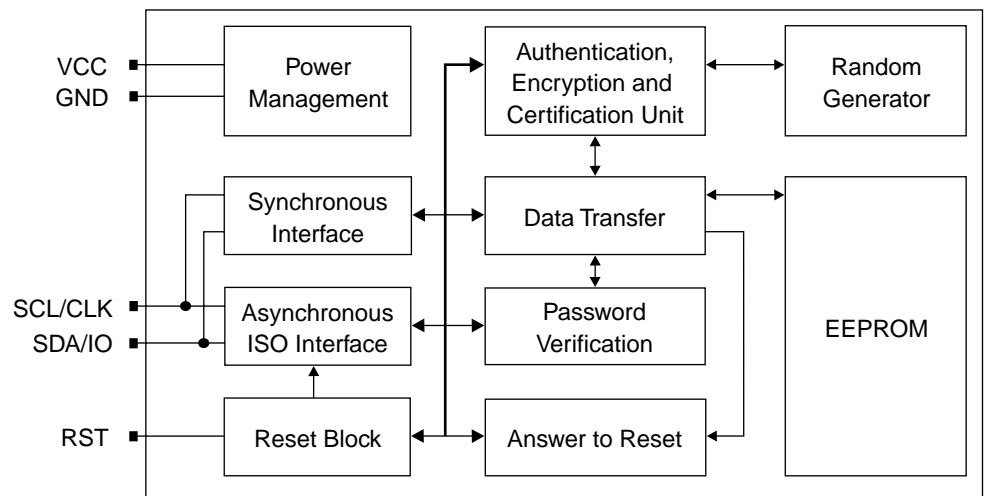 VCC
GND
Power
Management
Authentication,
Encryption and
Certification Unit
Random
Generator
Synchronous
Interface
Data Transfer
SCL/CLK
SDA/IO
Asynchronous
ISO Interface
Password
Verification
EEPROM
RST
Reset Block
Answer to Reset